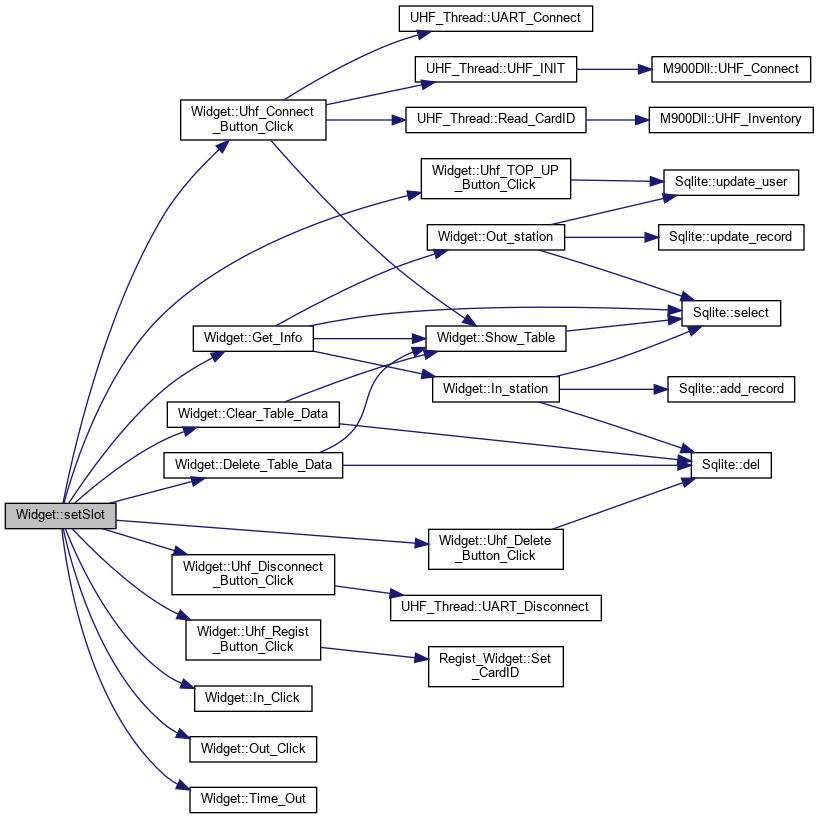 UHF_Thread::UART_Connect
UHF_Thread::UHF_INIT
M900Dll::UHF_Connect
Widget::Uhf_Connect
_Button_Click
UHF_Thread::Read_CardID
M900Dll::UHF_Inventory
Widget::Uhf_TOP_UP
_Button_Click
Sqlite::update_user
Widget::Out_station
Sqlite::update_record
Sqlite::select
Widget::Get_Info
Widget::Show_Table
Widget::In_station
Sqlite::add_record
Widget::Clear_Table_Data
Widget::Delete_Table_Data
Sqlite::del
Widget::setSlot
Widget::Uhf_Delete
_Button_Click
Widget::Uhf_Disconnect
_Button_Click
UHF_Thread::UART_Disconnect
Widget::Uhf_Regist
_Button_Click
Regist_Widget::Set
_CardID
Widget::In_Click
Widget::Out_Click
Widget::Time_Out